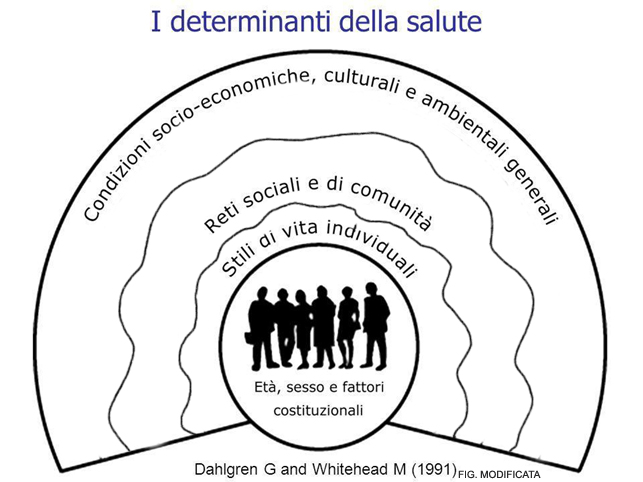 I determinanti della salute
Condizioni socio-economiche, culturali e ambientali generali
Reti sociali e di comunità
Stili di vita individuali
Età, sesso e fattori
costituzionali
Dahlgren G and Whitehead M (1991) FIG. MODIFICATA